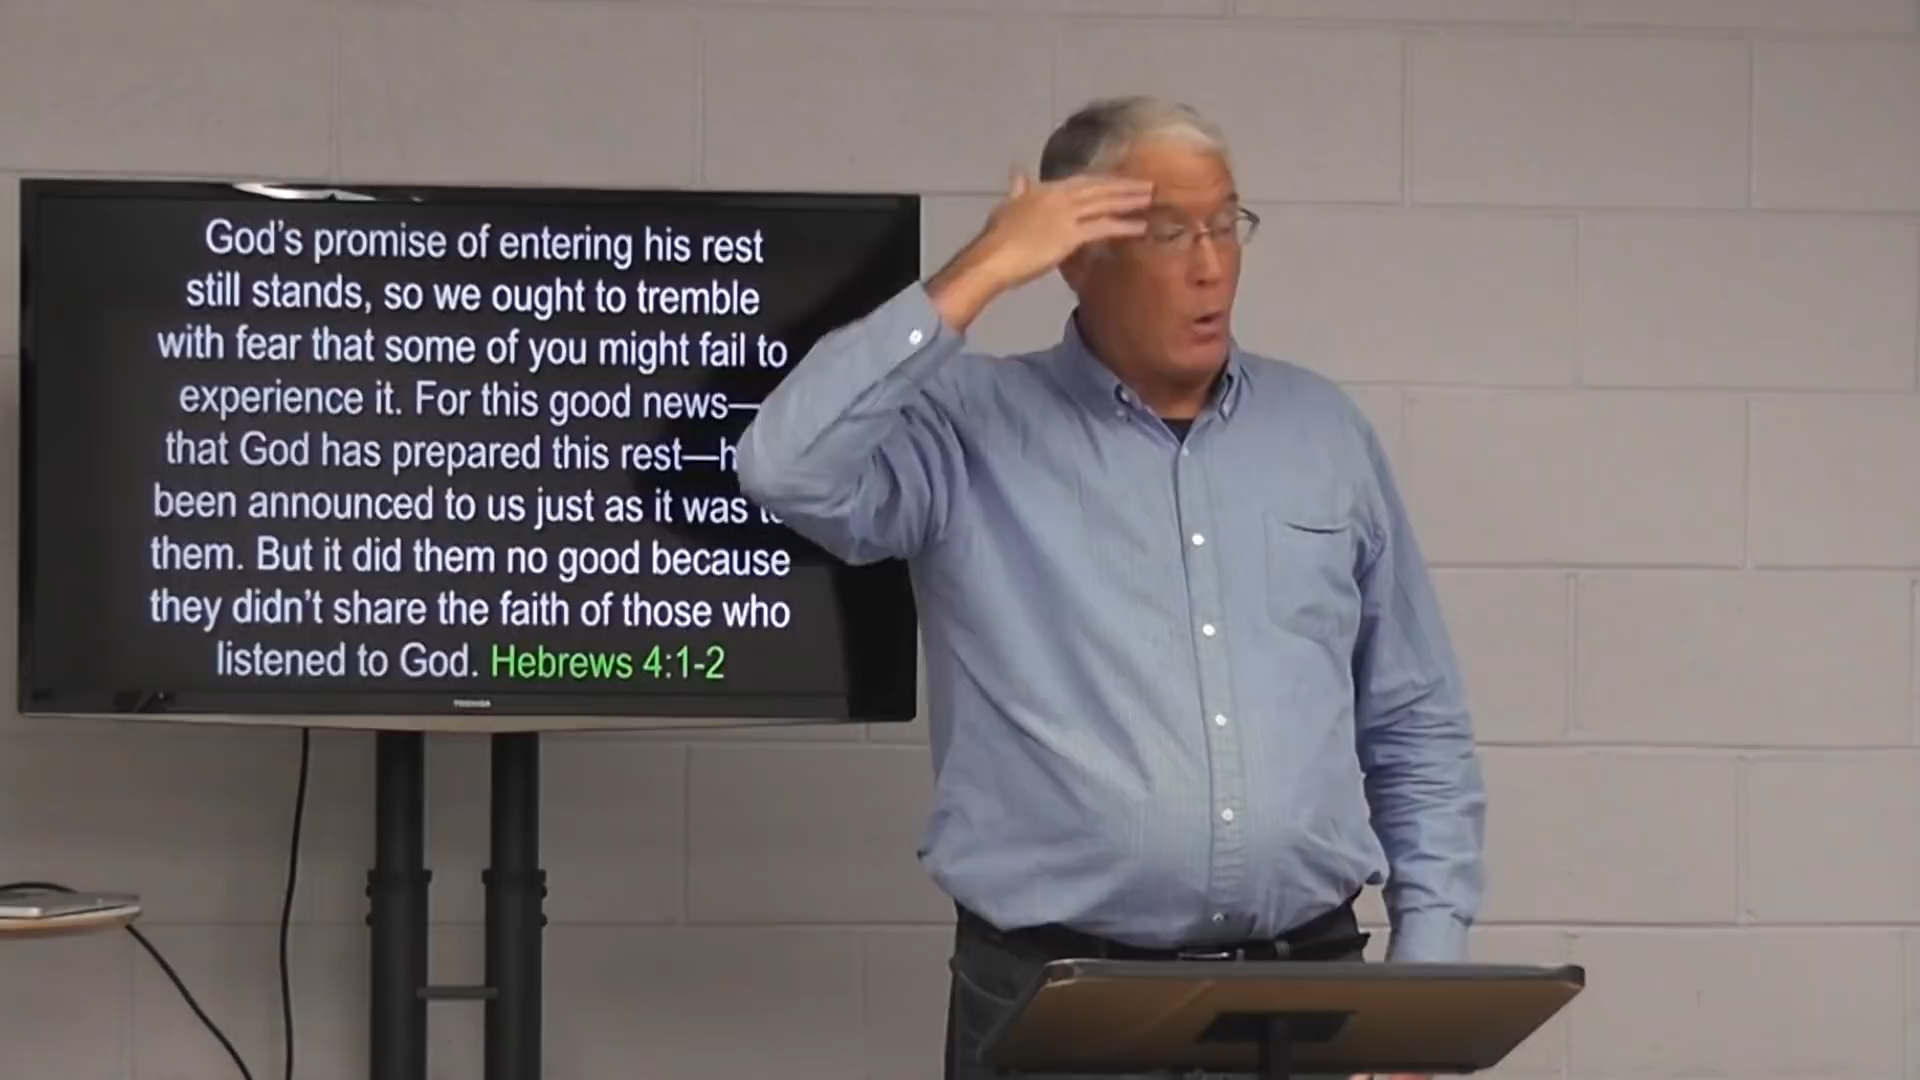 God's promise of entering his rest
still stands, so we ought to tremble
with fear that some of you might fail to
experience it. For this good news—
that God has prepared this rest—
been announced to us just as it was
them. But it did them no good because
they didn't share the faith of those who
listened to God. Hebrews 4:1-2
TOSHIBA